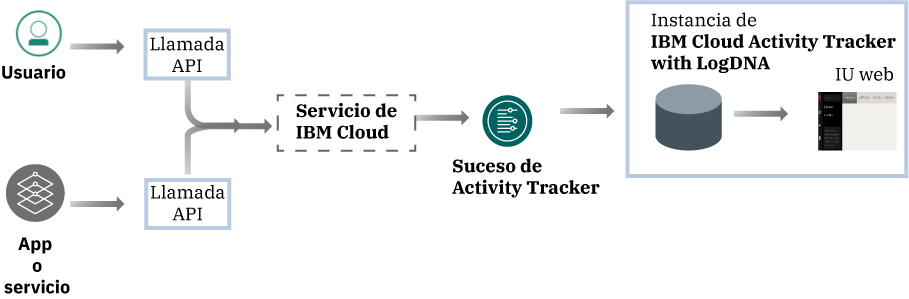 Usuario
Llamada
API
Llamada
API
App
o
servicio
Servicio de
IBM Cloud
Suceso de
Activity Tracker
Instancia de
IBM Cloud Activity Tracker
with LogDNA
IU web